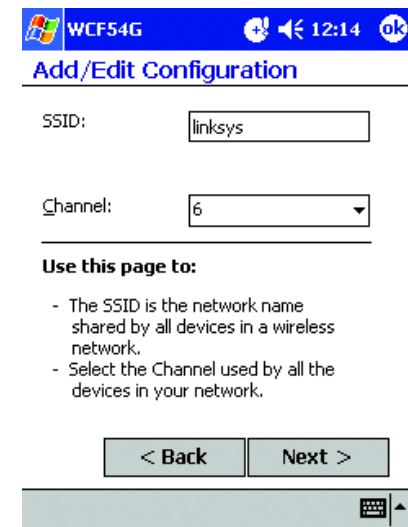 WCF54G 12:14 ok
Add/Edit Configuration
SSID: linksys
Channel: 6
Use this page to:
- The SSID is the network name
shared by all devices in a wireless
network.
- Select the Channel used by all the
devices in your network.
< Back Next >